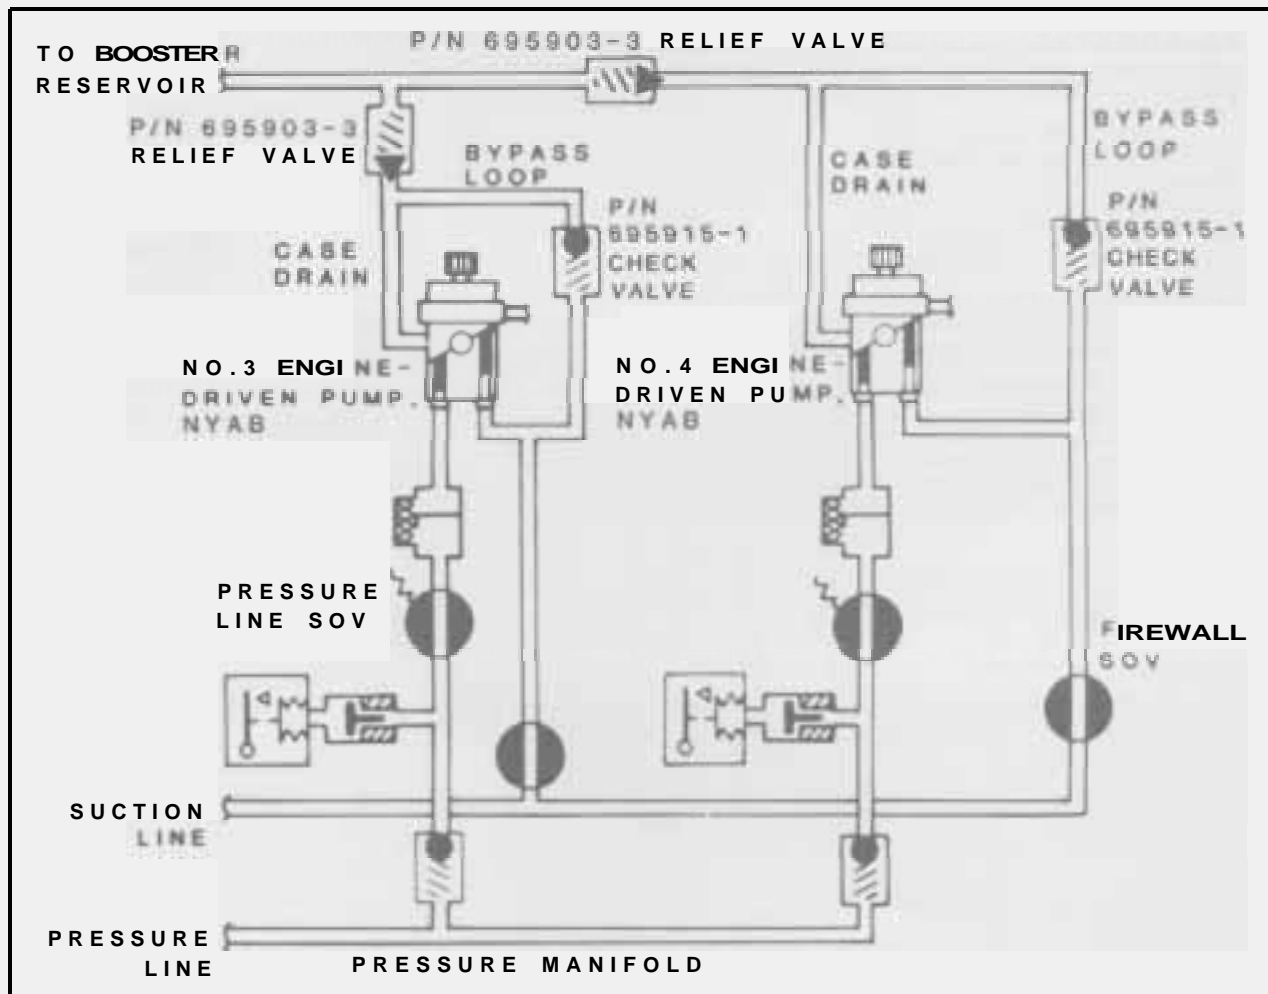 P/N 695903-3 RELIEF VALVE
TO BOOSTER
RESERVOIR
P/N 695903-3
RELIEF VALVE
BYPASS
LOOP
CASE
DRAIN
BYPASS
LOOP
P/N
695915-1
CHECK
VALVE
P/N
695915-1
CHECK
VALVE
CASE
DRAIN
NO.3 ENGINE-
DRIVEN PUMP,
NYAB
NO.4 ENGINE-
DRIVEN PUMP,
NYAB
PRESSURE
LINE SOV
FIREWALL
SOV
SUCTION
LINE
PRESSURE
LINE
PRESSURE MANIFOLD